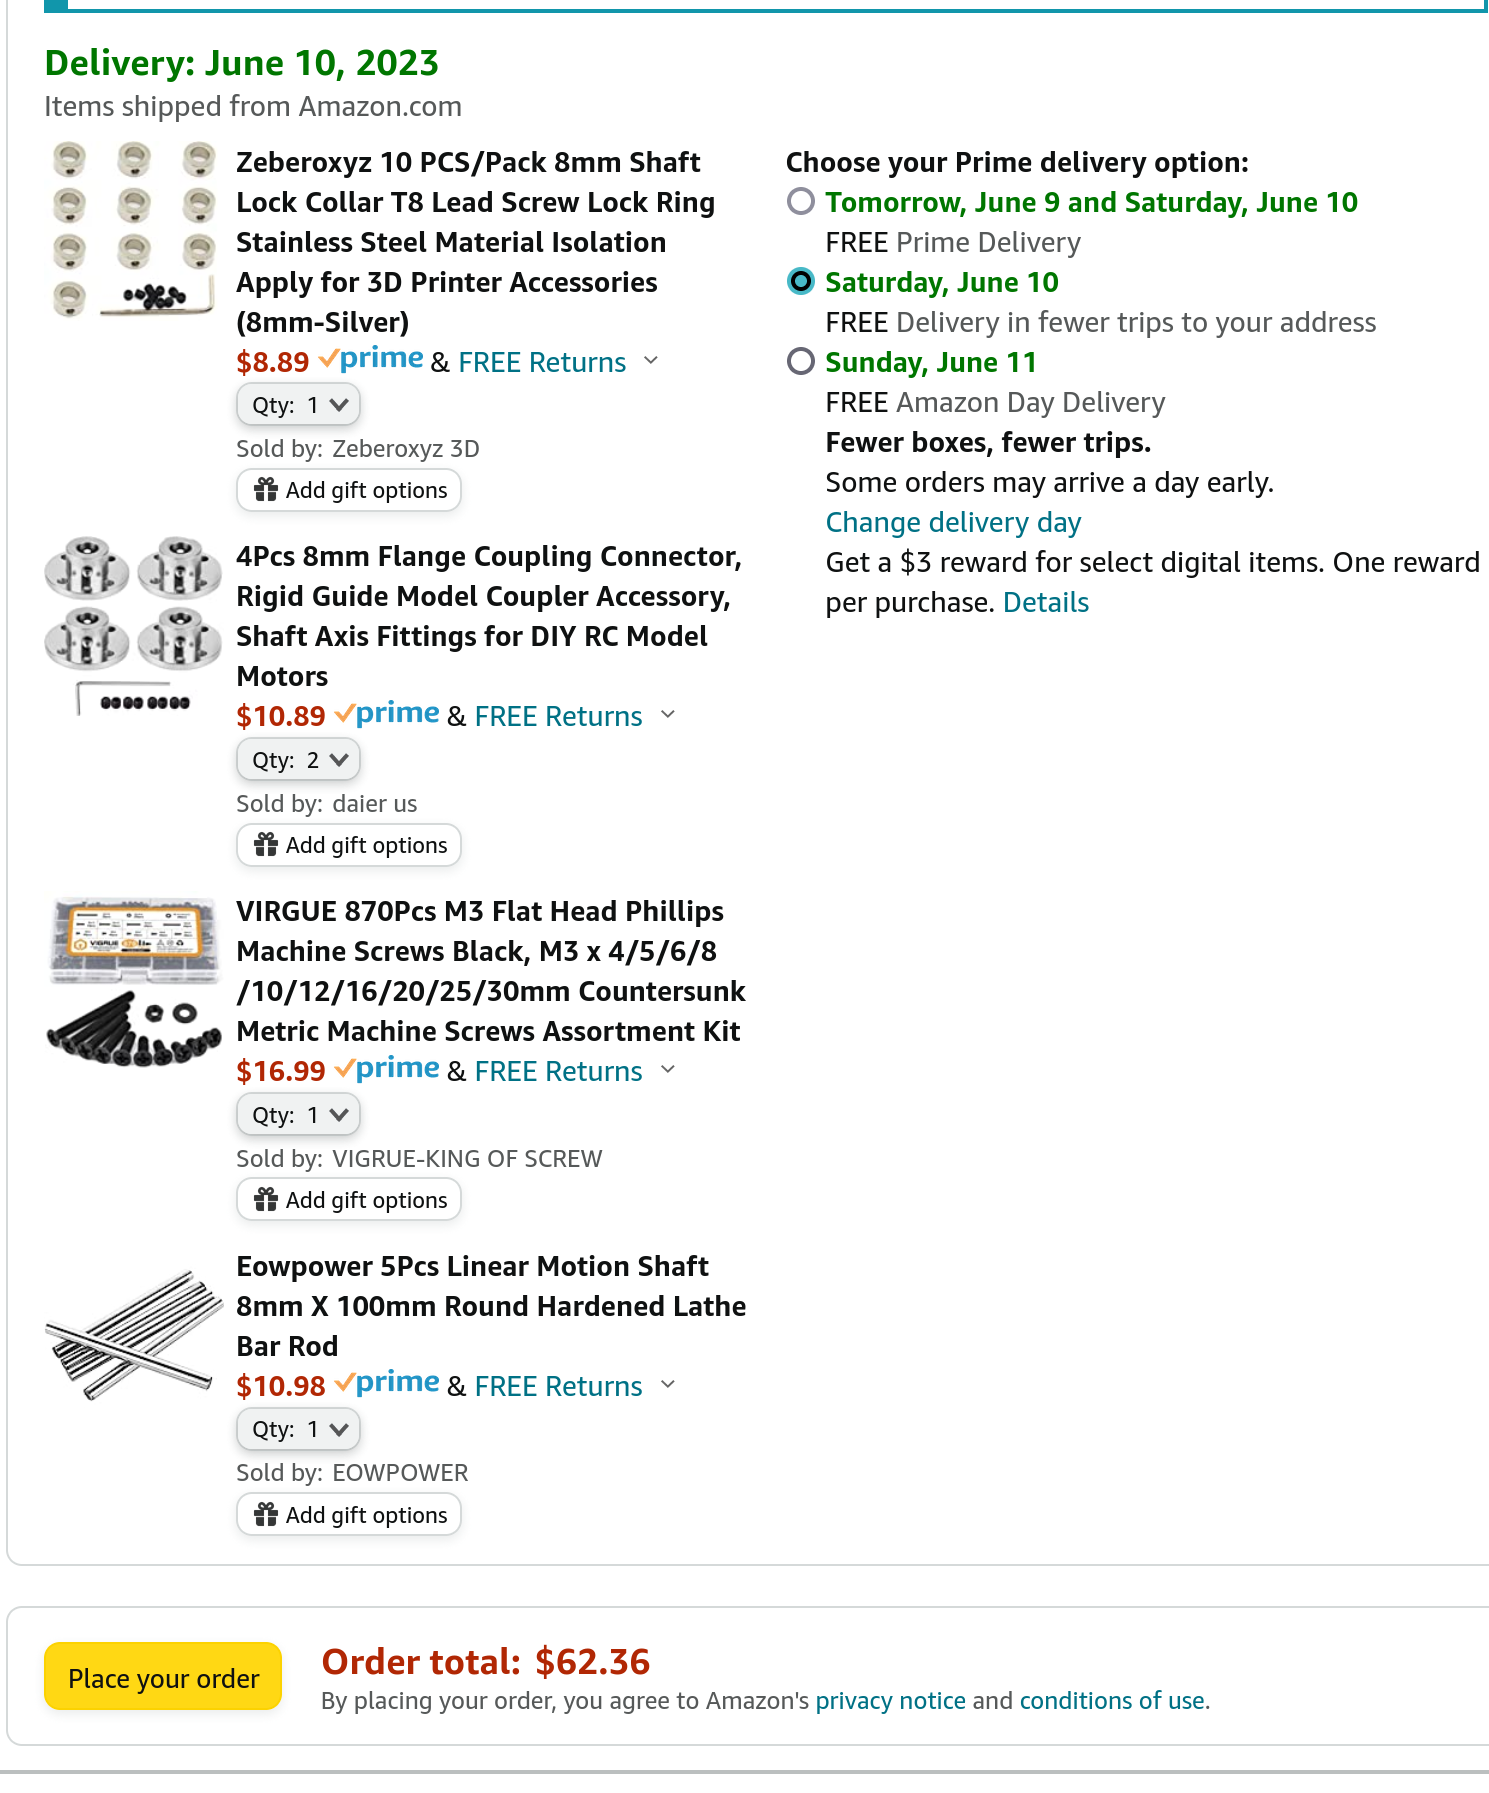 Delivery: June 10, 2023
Items shipped from Amazon.com
Zeberoxyz 10 PCS/Pack 8mm Shaft
Lock Collar T8 Lead Screw Lock Ring
Stainless Steel Material Isolation
Apply for 3D Printer Accessories
(8mm-Silver)
$8.89 prime & FREE Returns
Qty: 1
Sold by: Zeberoxyz 3D
Add gift options
4Pcs 8mm Flange Coupling Connector,
Rigid Guide Model Coupler Accessory,
Shaft Axis Fittings for DIY RC Model
Motors
$10.89 prime & FREE Returns
Qty: 2
Sold by: daier us
Add gift options
VIRGUE 870Pcs M3 Flat Head Phillips
Machine Screws Black, M3 x 4/5/6/8
/10/12/16/20/25/30mm Countersunk
Metric Machine Screws Assortment Kit
$16.99 prime & FREE Returns
Qty: 1
Sold by: VIGRUE-KING OF SCREW
Add gift options
Eowpower 5Pcs Linear Motion Shaft
8mm X 100mm Round Hardened Lathe
Bar Rod
$10.98 prime & FREE Returns
Qty: 1
Sold by: EOWPOWER
Add gift options
Choose your Prime delivery option:
Tomorrow, June 9 and Saturday, June 10
FREE Prime Delivery
Saturday, June 10
FREE Delivery in fewer trips to your address
Sunday, June 11
FREE Amazon Day Delivery
Fewer boxes, fewer trips.
Some orders may arrive a day early.
Change delivery day
Get a $3 reward for select digital items. One reward
per purchase. Details
Place your order
Order total: $62.36
By placing your order, you agree to Amazon's privacy notice and conditions of use.